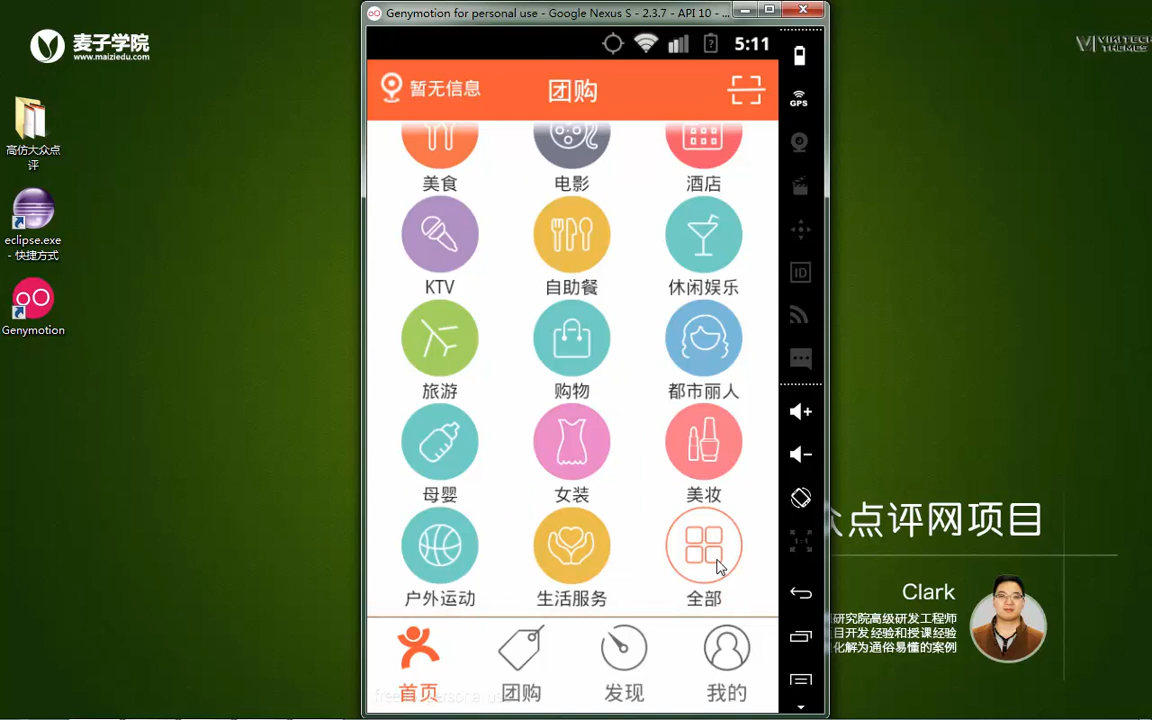 Genymotion for personal use - Google Nexus S - 2.3.7 - API 10 - ...
麦子学院
www.maiziedu.com
VIKITECH
THEMES
5:11
暂无信息
团购
GPS
高仿大众点
评
美食
电影
酒店
eclipse.exe
- 快捷方式
ID
KTV
自助餐
休闲娱乐
Genymotion
旅游
购物
都市丽人
母婴
女装
美妆
点评网项目
1:1
户外运动
生活服务
全部
Clark
研究院高级研发工程师
目开发经验和授课经验
化解为通俗易懂的案例
首页
团购
发现
我的